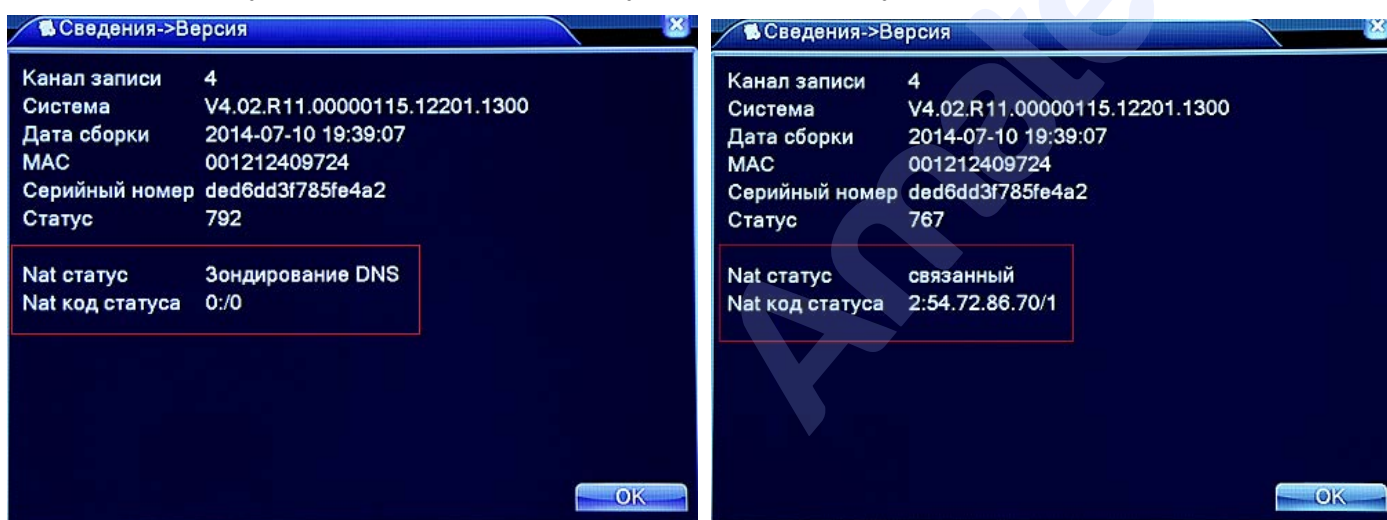 Сведения->Версия
Канал записи 4
Система V4.02.R11.00000115.12201.1300
Дата сборки 2014-07-10 19:39:07
MAC 001212409724
Серийный номер ded6dd3f785fe4a2
Статус 792
Nat статус Зондирование DNS
Nat код статуса 0:/0
OK
Сведения->Версия
Канал записи 4
Система V4.02.R11.00000115.12201.1300
Дата сборки 2014-07-10 19:39:07
MAC 001212409724
Серийный номер ded6dd3f785fe4a2
Статус 767
Nat статус связанный
Nat код статуса 2:54.72.86.70/1
OK